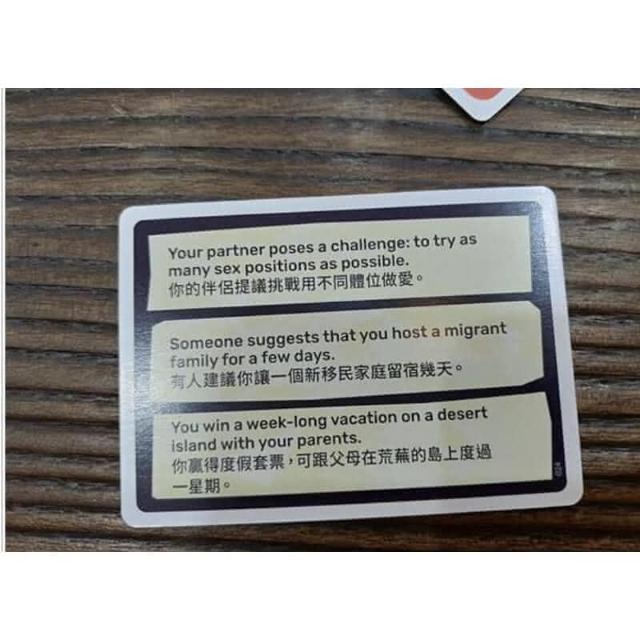 Your partner poses a challenge: to try as
many sex positions as possible.
你的伴侶提議挑戰用不同體位做愛。
Someone suggests that you host a migrant
family for a few days.
有人建議你讓一個新移民家庭留宿幾天。
You win a week-long vacation on a desert
island with your parents.
你贏得度假套票，可跟父母在荒蕪的島上度過
一星期。